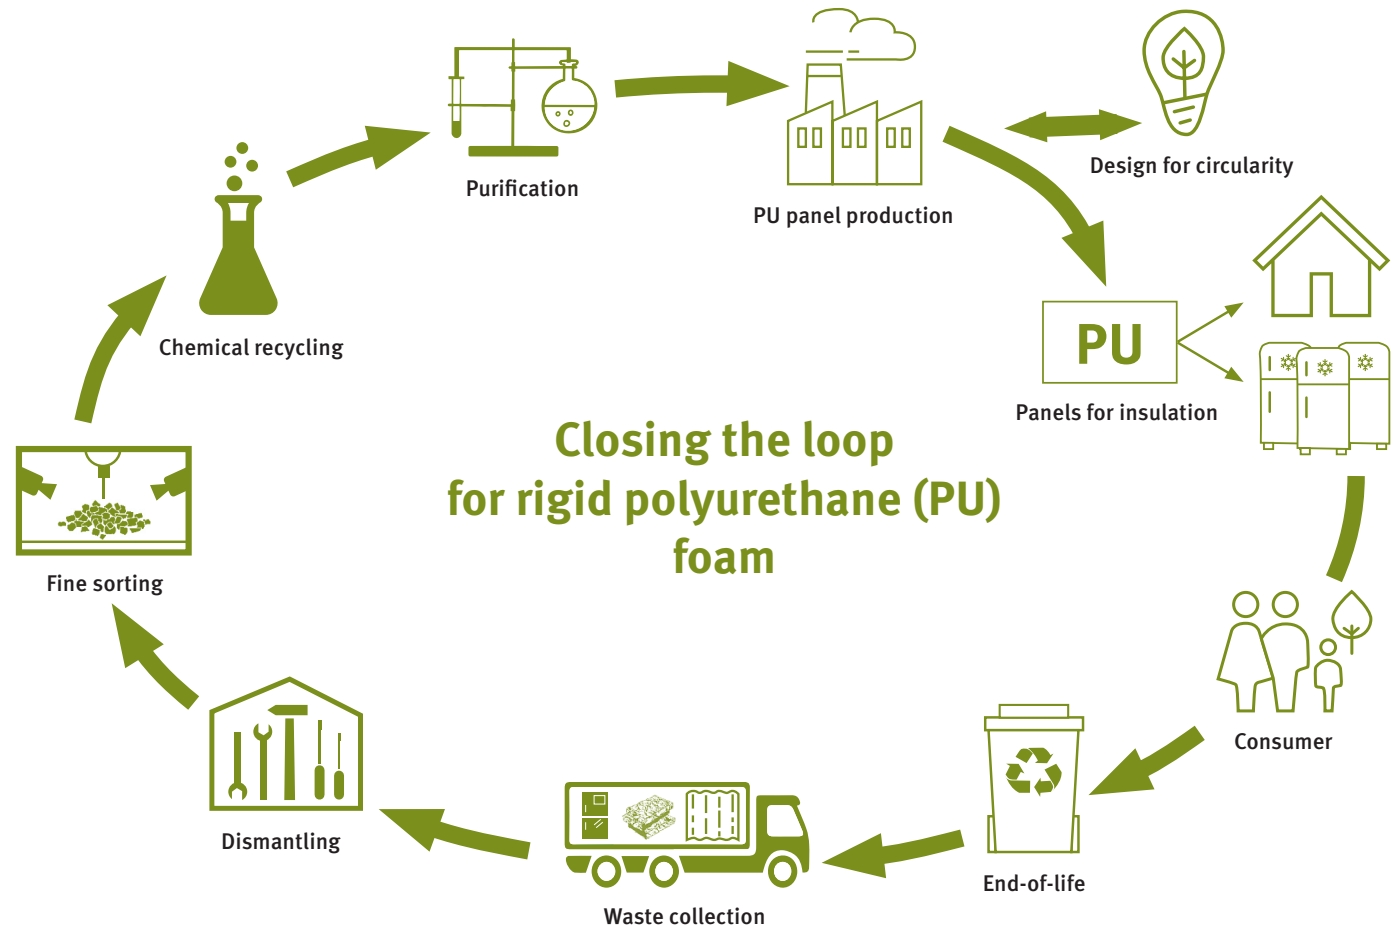 Closing the loop
for rigid polyurethane (PU)
foam
Purification
PU panel production
Design for circularity
PU
Panels for insulation
Consumer
End-of-life
Waste collection
Dismantling
Fine sorting
Chemical recycling